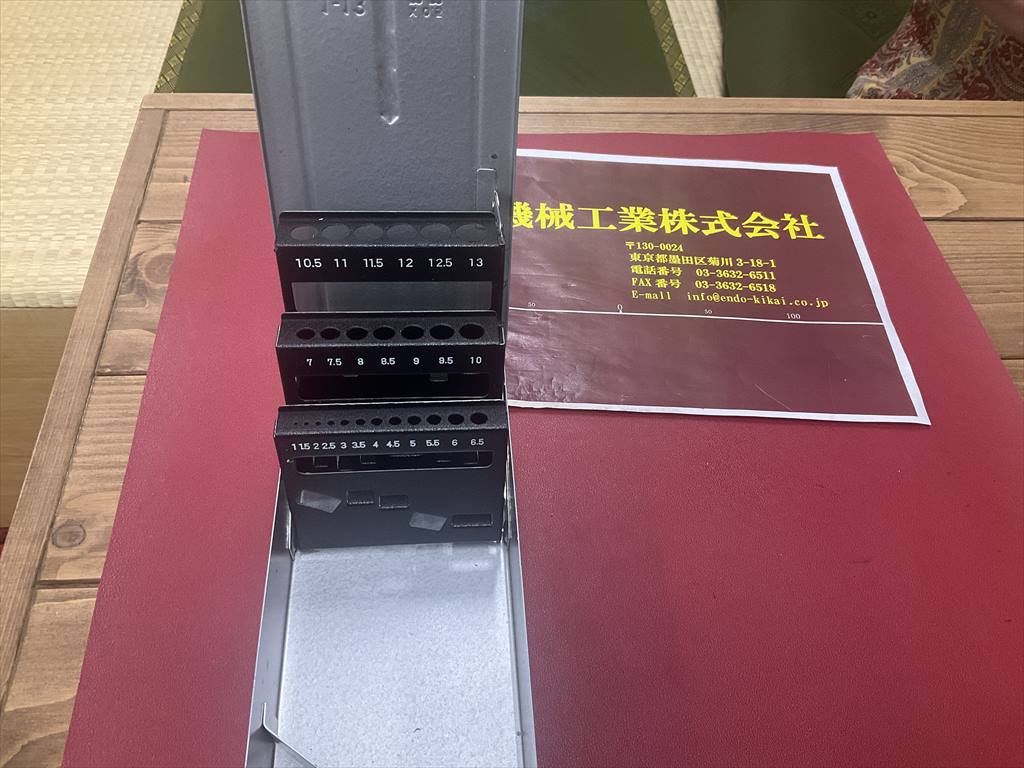 1-13
10.5 11 11.5 12 12.5 13
7 7.5 8 8.5 9 9.5 10
1 1.5 2 2.5 3 3.5 4 4.5 5 5.5 6 6.5
機械工業株式会社
〒130-0024
東京都墨田区菊川 3-18-1
電話番号 03-3632-6511
FAX 番号 03-3632-6518
E-mail info@endo-kikai.co.jp
50 0 50 100